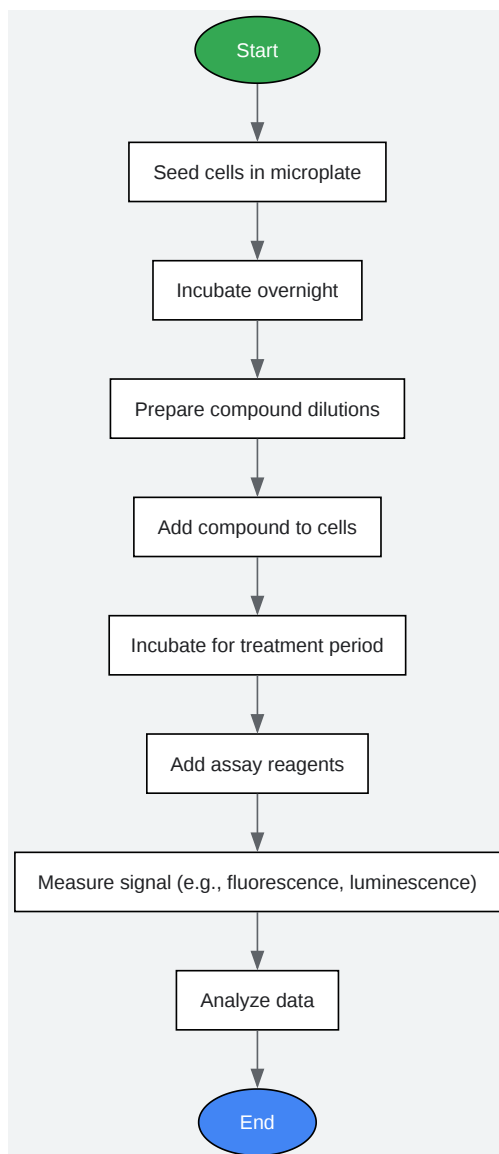 Start
Seed cells in microplate
Incubate overnight
Prepare compound dilutions
Add compound to cells
Incubate for treatment period
Add assay reagents
Measure signal (e.g., fluorescence, luminescence)
Analyze data
End